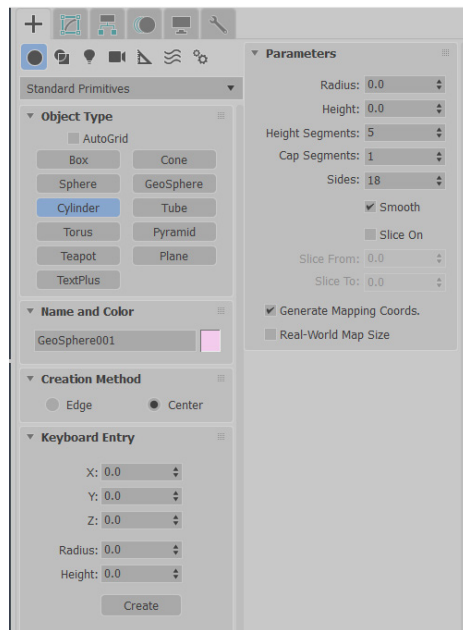 Standard Primitives
Object Type
AutoGrid
Box Cone
Sphere GeoSphere
Cylinder Tube
Torus Pyramid
Teapot Plane
TextPlus
Name and Color
GeoSphere001
Creation Method
Edge Center
Keyboard Entry
X: 0.0
Y: 0.0
Z: 0.0
Radius: 0.0
Height: 0.0
Create
Parameters
Radius: 0.0
Height: 0.0
Height Segments: 5
Cap Segments: 1
Sides: 18
Smooth
Slice On
Slice From: 0.0
Slice To: 0.0
Generate Mapping Coords.
Real-World Map Size